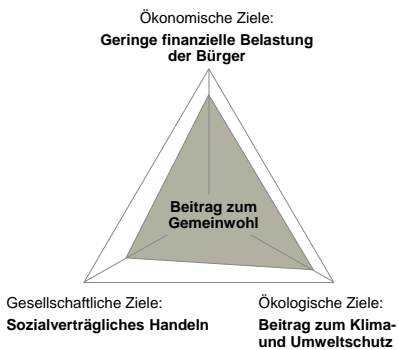 Ökonomische Ziele:
Geringe finanzielle Belastung
der Bürger
Beitrag zum
Gemeinwohl
Gesellschaftliche Ziele:
Sozialverträgliches Handeln
Ökologische Ziele:
Beitrag zum Klima-
und Umweltschutz